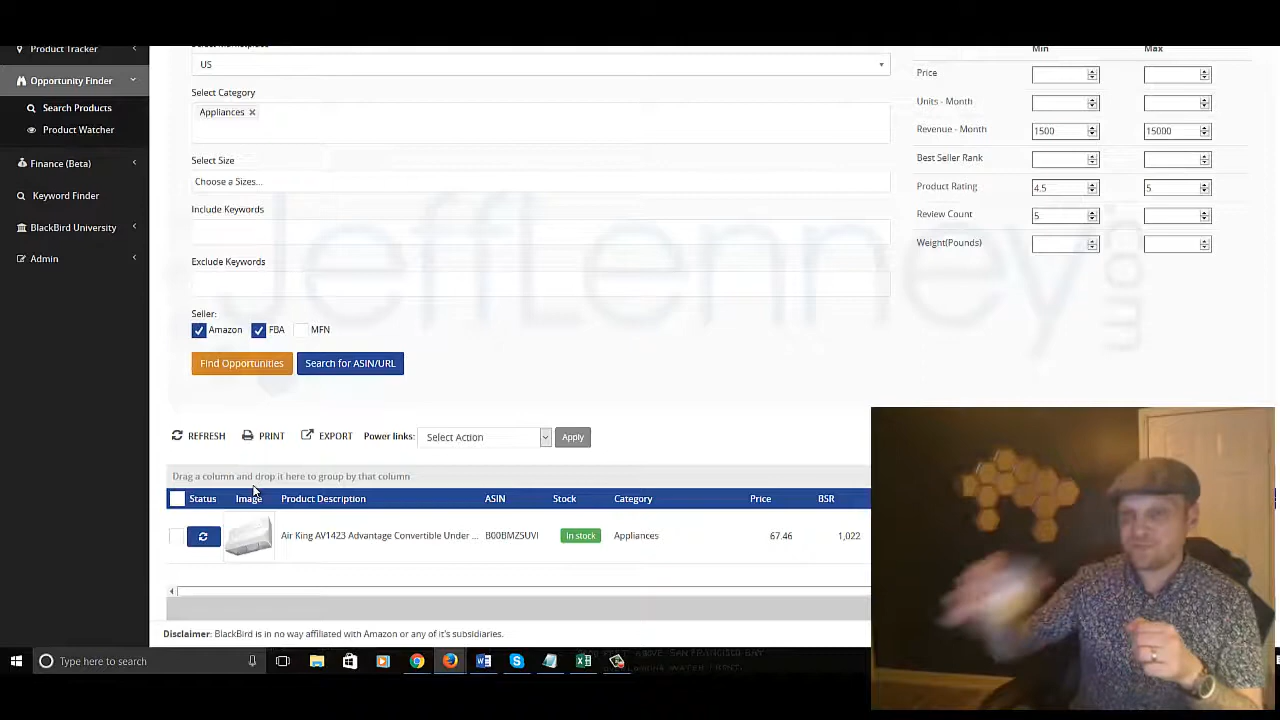 Product Tracker
Opportunity Finder
Search Products
Product Watcher
Finance (Beta)
Keyword Finder
BlackBird University
Admin
US
Select Category
Appliances ×
Select Size
Choose a Sizes...
Include Keywords
Exclude Keywords
Seller:
Amazon FBA MFN
Find Opportunities Search for ASIN/URL
Min Max
Price
Units - Month
Revenue - Month 1500 15000
Best Seller Rank
Product Rating 4.5 5
Review Count 5
Weight(Pounds)
JeffLenney.com
REFRESH PRINT EXPORT Power links: Select Action Apply
Drag a column and drop it here to group by that column
Status Image Product Description ASIN Stock Category Price BSR
Air King AV1423 Advantage Convertible Under ... B00BMZSUVI In stock Appliances 67.46 1,022
Disclaimer: BlackBird is in no way affiliated with Amazon or any of it's subsidiaries.
Type here to search